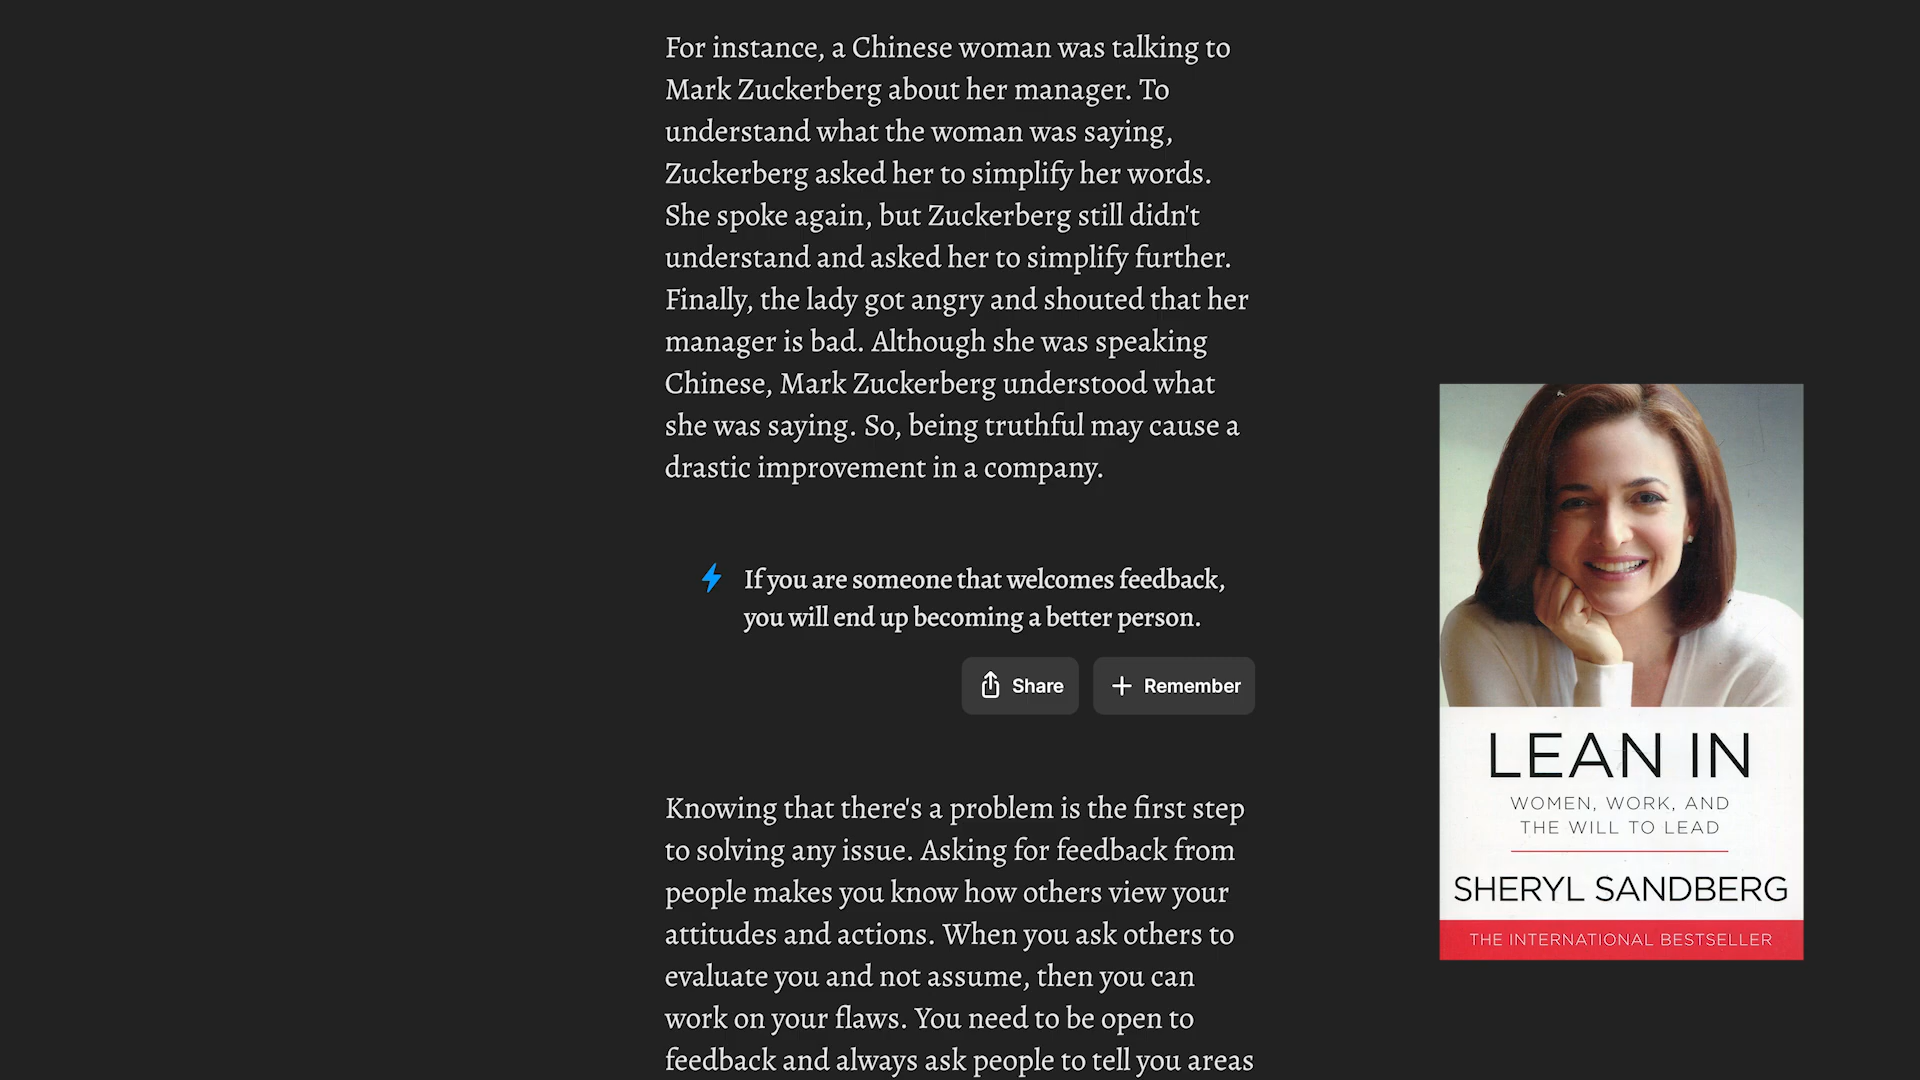 For instance, a Chinese woman was talking to
Mark Zuckerberg about her manager. To
understand what the woman was saying,
Zuckerberg asked her to simplify her words.
She spoke again, but Zuckerberg still didn't
understand and asked her to simplify further.
Finally, the lady got angry and shouted that her
manager is bad. Although she was speaking
Chinese, Mark Zuckerberg understood what
she was saying. So, being truthful may cause a
drastic improvement in a company.
If you are someone that welcomes feedback,
you will end up becoming a better person.
Share
Remember
Knowing that there's a problem is the first step
to solving any issue. Asking for feedback from
people makes you know how others view your
attitudes and actions. When you ask others to
evaluate you and not assume, then you can
work on your flaws. You need to be open to
feedback and always ask people to tell you areas
LEAN IN
WOMEN, WORK, AND
THE WILL TO LEAD
SHERYL SANDBERG
THE INTERNATIONAL BESTSELLER